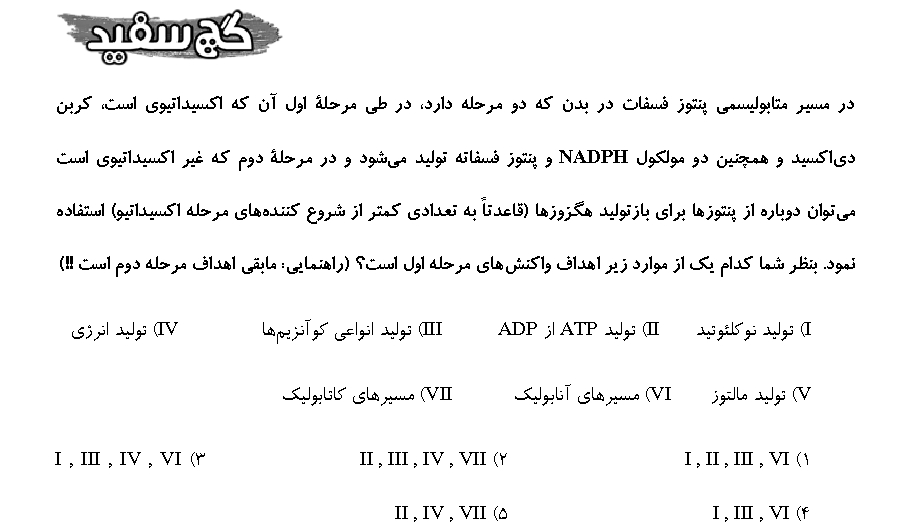 گچ سفید
در مسیر متابولیسمی پنتوز فسفات در بدن که دو مرحله دارد، در طی مرحلهٔ اول آن که اکسیداتیوی است، کربن
دی‌اکسید و همچنین دو مولکول NADPH و پنتوز فسفاته تولید می‌شود و در مرحلهٔ دوم که غیر اکسیداتیوی است
می‌توان دوباره از پنتوزها برای بازتولید هگزوزها (قاعدتاً به تعدادی کمتر از شروع کننده‌های مرحله اکسیداتیو) استفاده
نمود. بنظر شما کدام یک از موارد زیر اهداف واکنش‌های مرحله اول است؟ (راهنمایی: مابقی اهداف مرحله دوم است !!)
I) تولید نوکلئوتید II) تولید ATP از ADP III) تولید انواعی کوآنزیم‌ها IV) تولید انرژی
V) تولید مالتوز VI) مسیرهای آنابولیک VII) مسیرهای کاتابولیک
۱) I , II , III , VI ۲) II , III , IV , VII ۳) I , III , IV , VI
۴) I , III , VI ۵) II , IV , VII